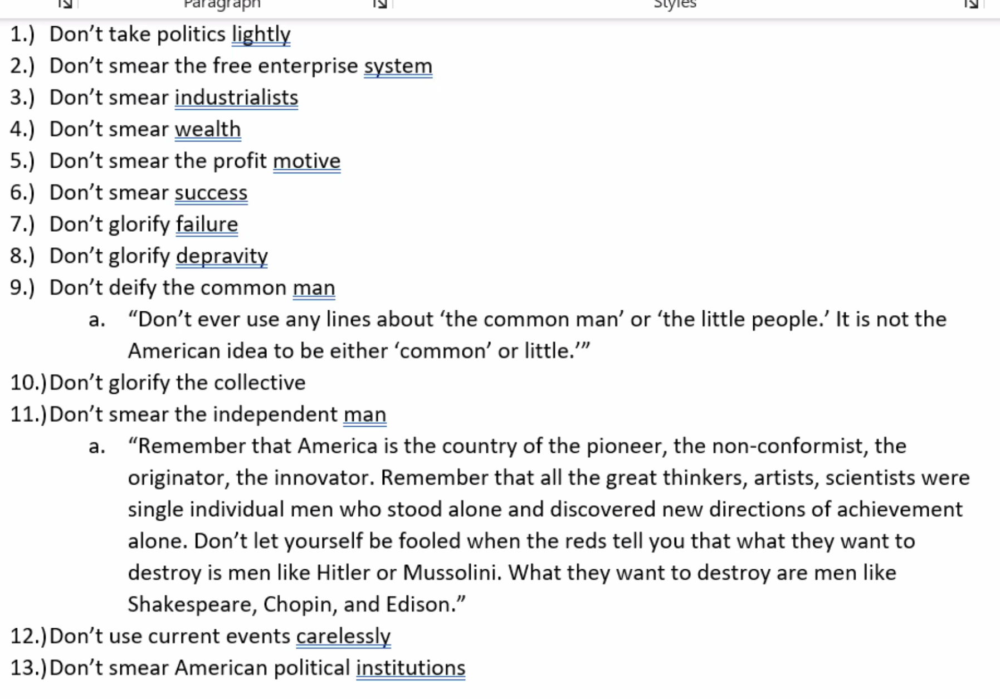 Paragraph Styles
1.) Don’t take politics lightly
2.) Don’t smear the free enterprise system
3.) Don’t smear industrialists
4.) Don’t smear wealth
5.) Don’t smear the profit motive
6.) Don’t smear success
7.) Don’t glorify failure
8.) Don’t glorify depravity
9.) Don’t deify the common man
a. “Don’t ever use any lines about ‘the common man’ or ‘the little people.’ It is not the
American idea to be either ‘common’ or little.’”
10.) Don’t glorify the collective
11.) Don’t smear the independent man
a. “Remember that America is the country of the pioneer, the non-conformist, the
originator, the innovator. Remember that all the great thinkers, artists, scientists were
single individual men who stood alone and discovered new directions of achievement
alone. Don’t let yourself be fooled when the reds tell you that what they want to
destroy is men like Hitler or Mussolini. What they want to destroy are men like
Shakespeare, Chopin, and Edison.”
12.) Don’t use current events carelessly
13.) Don’t smear American political institutions